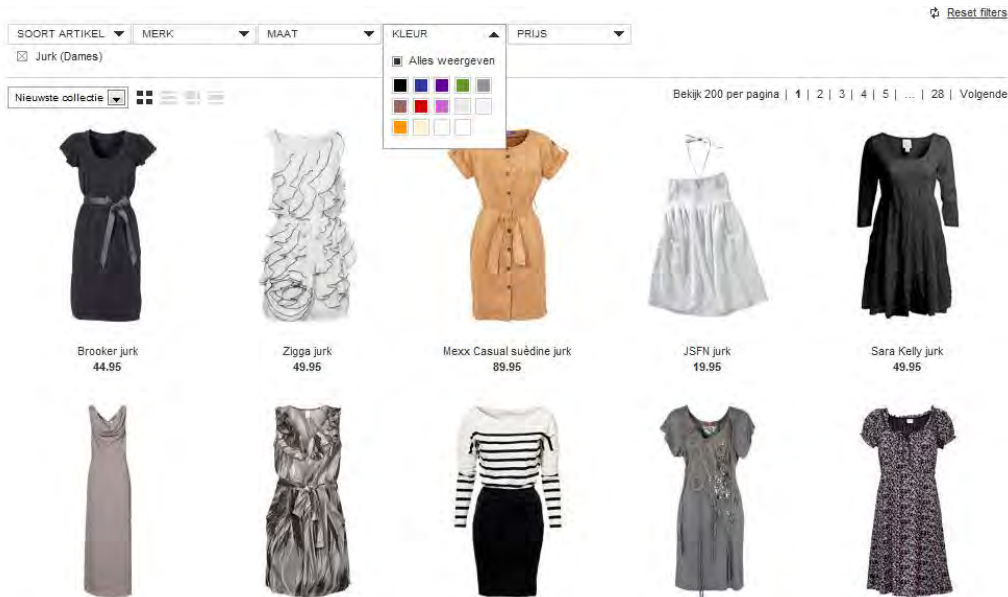 Reset filters
SOORT ARTIKEL MERK MAAT KLEUR PRIJS
Jurk (Dames)
Alles weergeven
Nieuwste collectie
Bekijk 200 per pagina | 1 | 2 | 3 | 4 | 5 | ... | 28 | Volgende
Brooker jurk
44.95
Zigga jurk
49.95
Mexx Casual suèdine jurk
89.95
JSFN jurk
19.95
Sara Kelly jurk
49.95